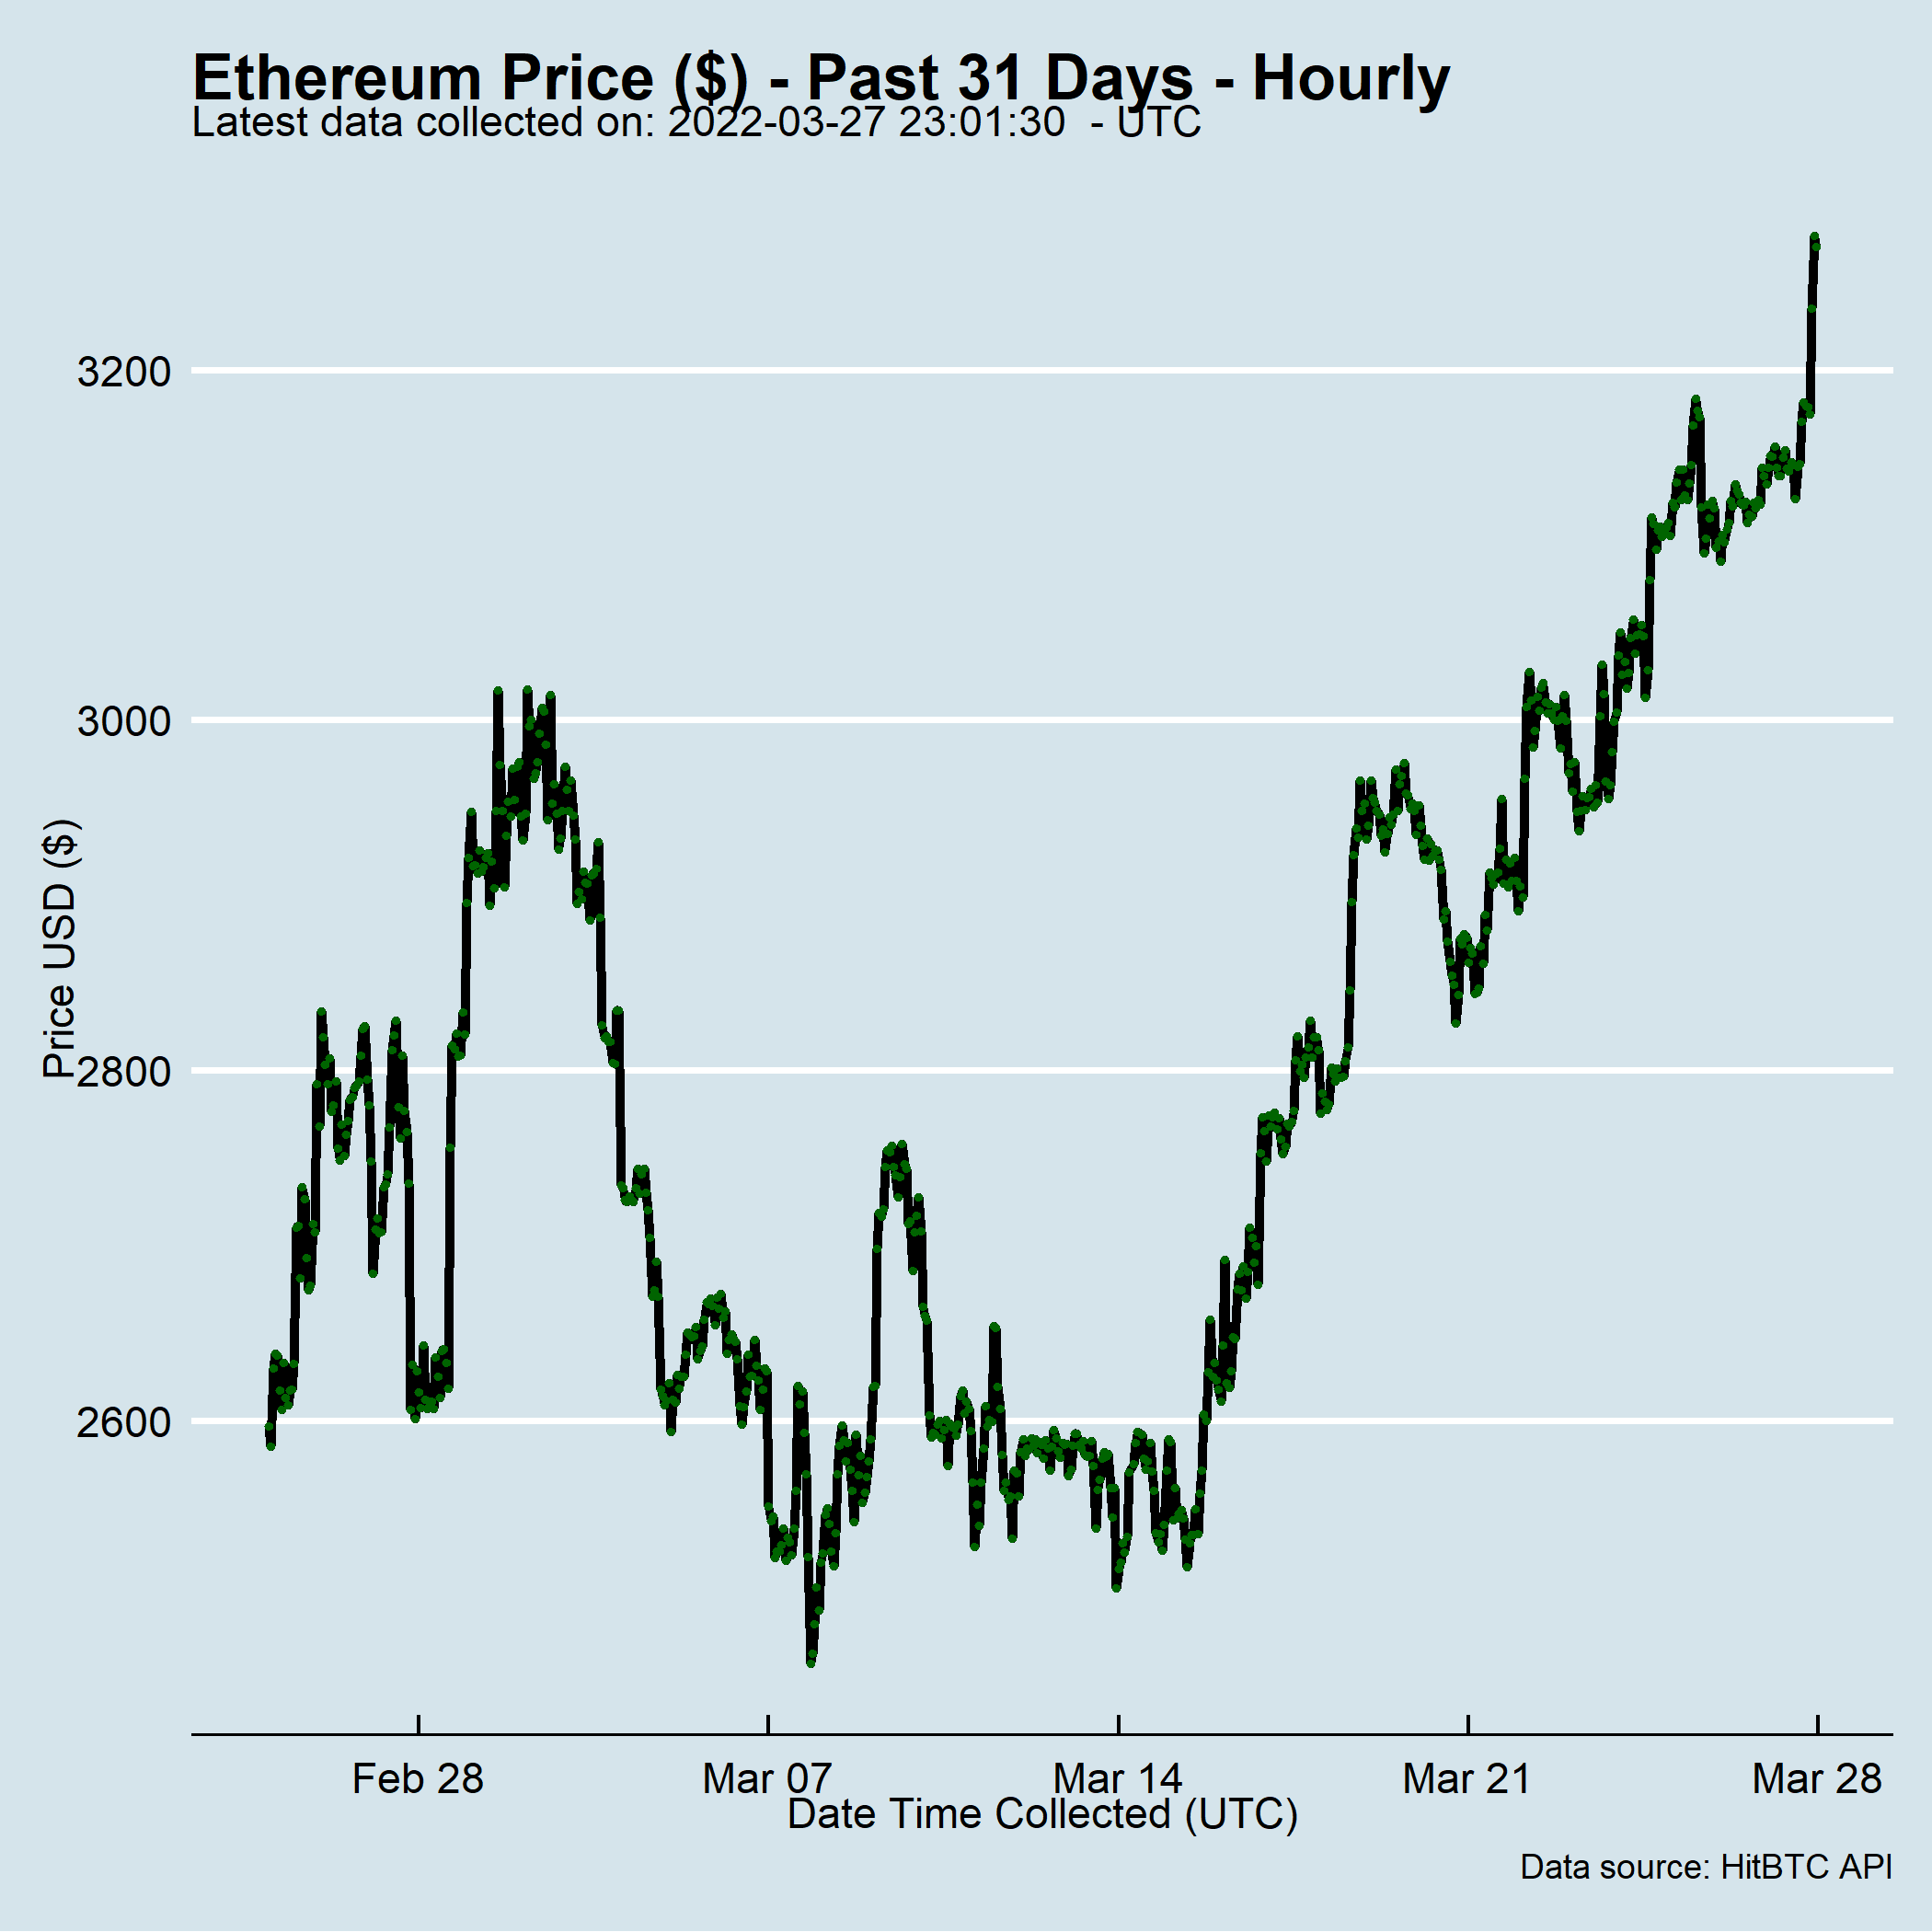 Ethereum Price ($) - Past 31 Days - Hourly
Latest data collected on: 2022-03-27 23:01:30  - UTC
Price USD ($)
3200
3000
2800
2600
Feb 28 Mar 07 Mar 14 Mar 21 Mar 28
Date Time Collected (UTC)
Data source: HitBTC API